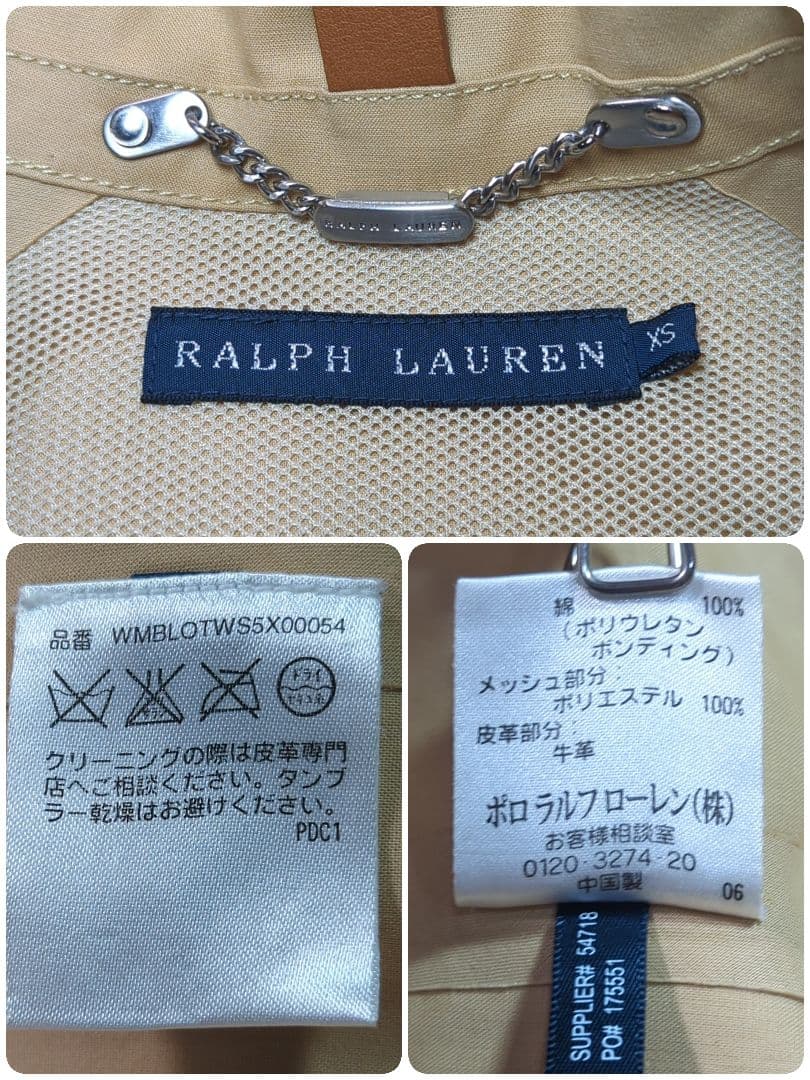 RALPH LAUREN
RALPH LAUREN
XS
品番 WMBLOTWS5X00054
ドライ
クリーニングの際は皮革専門
店へご相談ください。タンブ
ラー乾燥はお避けください。
PDC1
綿 100%
(ポリウレタン
ボンディング)
メッシュ部分:
ポリエステル 100%
皮革部分:
牛革
ポロ ラルフ ローレン(株)
お客様相談室
0120-3274-20
中国製 06
SUPPLIER# 54718
PO# 175551